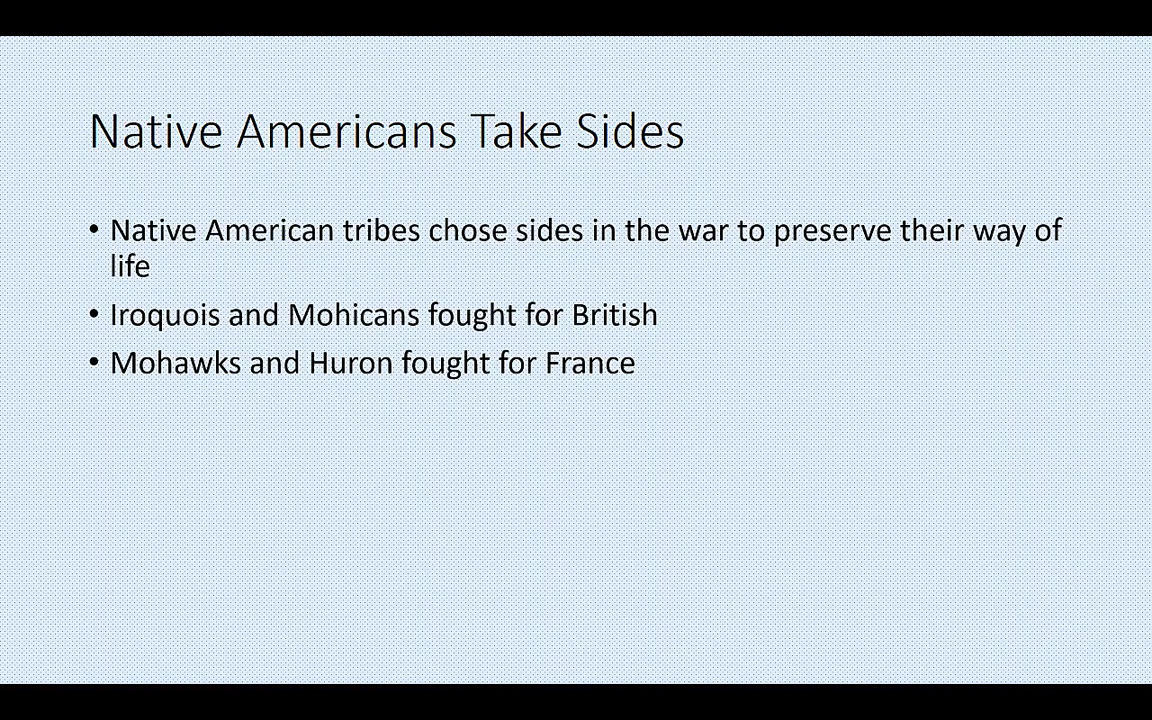 Native Americans Take Sides
• Native American tribes chose sides in the war to preserve their way of
life
• Iroquois and Mohicans fought for British
• Mohawks and Huron fought for France